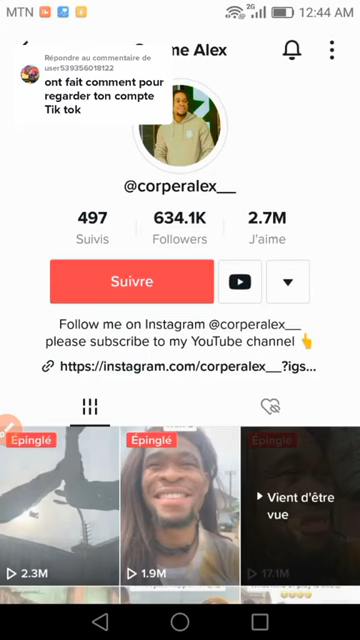 MTN
2G
12:44 AM
me Alex
Répondre au commentaire de
user539356018122
ont fait comment pour
regarder ton compte
Tik tok
@corperalex__
497
634.1K
2.7M
Suivis
Followers
J'aime
Suivre
Follow me on Instagram @corperalex__
please subscribe to my YouTube channel 👆
https://instagram.com/corperalex__?igs...
Épinglé
Épinglé
Épinglé
Vient d'être
vue
2.3M
1.9M
17.1M